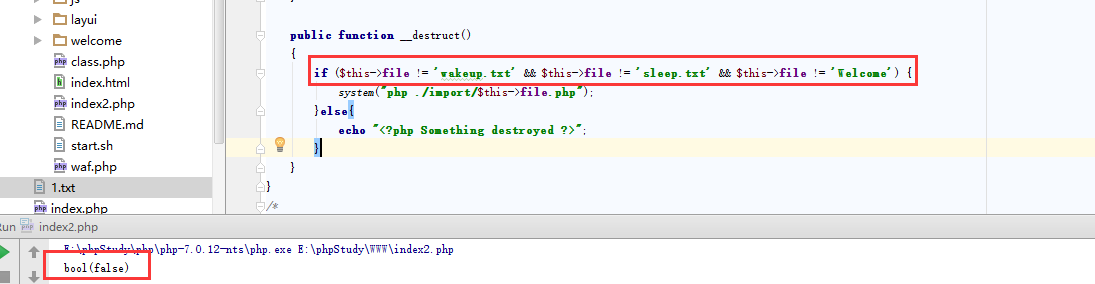 js
layui
welcome
class.php
index.html
index2.php
README.md
start.sh
waf.php
1.txt
index.php
public function __destruct()
{
if ($this->file != 'wakeup.txt' && $this->file != 'sleep.txt' && $this->file != 'Welcome') {
system("php ./import/$this->file.php");
}else{
echo "<?php Something destroyed ?>";
}
}
}
/*
Run index2.php
E:\phpStudy\php\php-7.0.12-nts\php.exe E:\phpStudy\WWW\index2.php
bool(false)